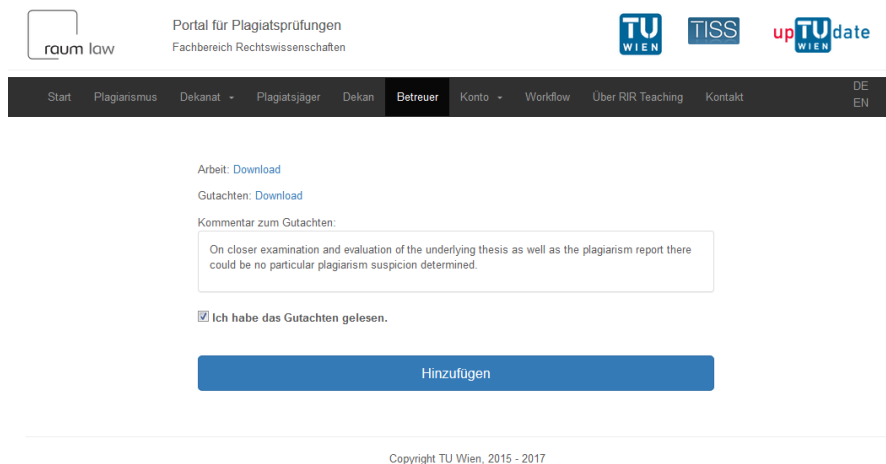 raum law
Portal für Plagiatsprüfungen
Fachbereich Rechtswissenschaften
TU
WIEN
TISS
upTUdate
WIEN
Start Plagiarismus Dekanat Plagiatsjäger Dekan Betreuer Konto Workflow Über RIR Teaching Kontakt DE
EN
Arbeit: Download
Gutachten: Download
Kommentar zum Gutachten:
On closer examination and evaluation of the underlying thesis as well as the plagiarism report there
could be no particular plagiarism suspicion determined.
Ich habe das Gutachten gelesen.
Hinzufügen
Copyright TU Wien, 2015 - 2017